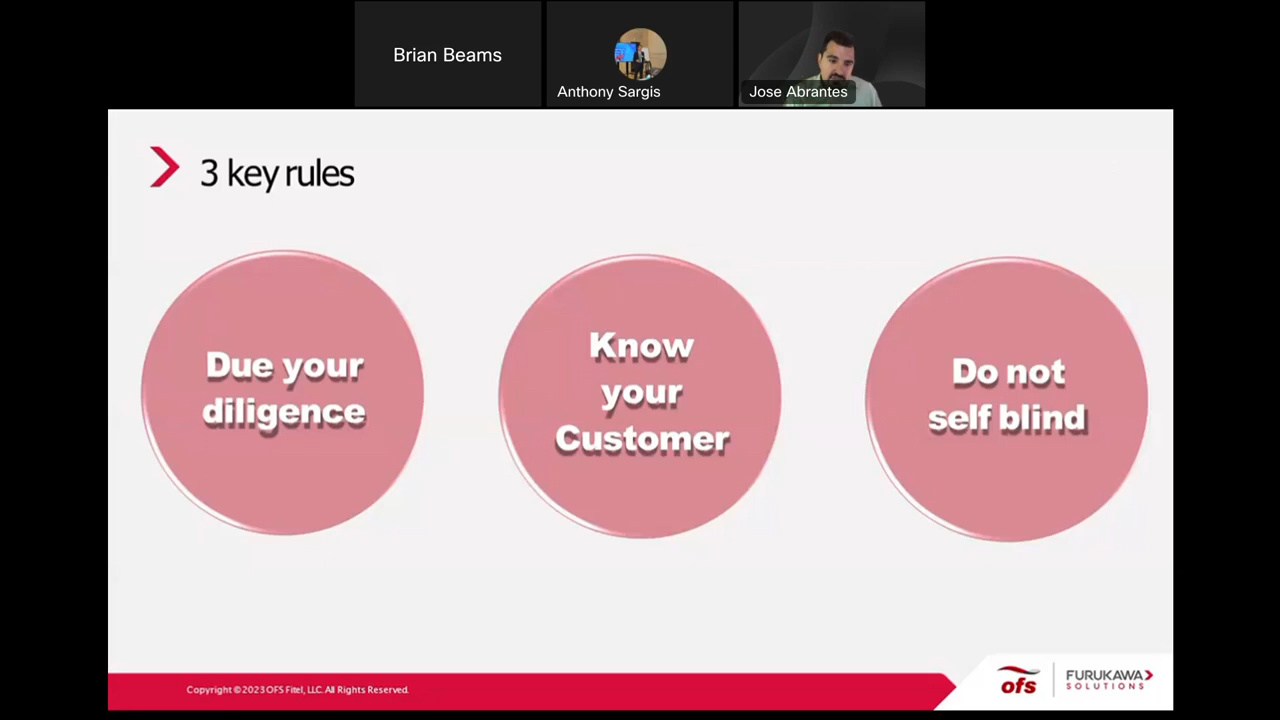 Brian Beams
Anthony Sargis
Jose Abrantes
3 key rules
Due your
diligence
Know
your
Customer
Do not
self blind
Copyright © 2023 OFS Fitel, LLC. All Rights Reserved.
ofs
FURUKAWA
SOLUTIONS